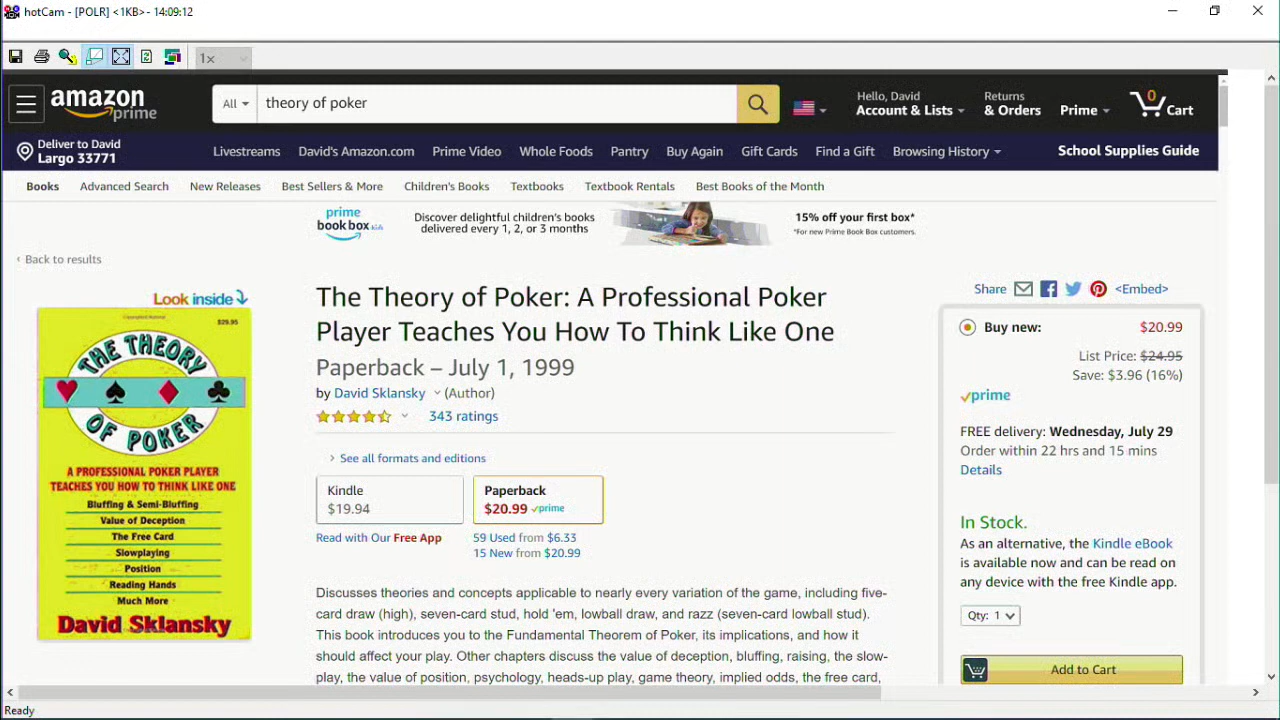 hotCam - [POLR] <1KB> - 14:09:12
1x
amazon
prime
All
theory of poker
Hello, David
Account & Lists
Returns
& Orders
Prime
0
Cart
Deliver to David
Largo 33771
Livestreams David's Amazon.com Prime Video Whole Foods Pantry Buy Again Gift Cards Find a Gift Browsing History
School Supplies Guide
Books Advanced Search New Releases Best Sellers & More Children's Books Textbooks Textbook Rentals Best Books of the Month
prime
book box
Discover delightful children's books
delivered every 1, 2, or 3 months
15% off your first box*
*For new Prime Book Box customers.
‹ Back to results
Look inside
$29.95
THE THEORY
OF POKER
A PROFESSIONAL POKER PLAYER
TEACHES YOU HOW TO THINK LIKE ONE
Bluffing & Semi-Bluffing
Value of Deception
The Free Card
Slowplaying
Position
Reading Hands
Much More
David Sklansky
The Theory of Poker: A Professional Poker
Player Teaches You How To Think Like One
Paperback – July 1, 1999
by David Sklansky (Author)
343 ratings
› See all formats and editions
Kindle
$19.94
Paperback
$20.99 prime
Read with Our Free App
59 Used from $6.33
15 New from $20.99
Discusses theories and concepts applicable to nearly every variation of the game, including five-
card draw (high), seven-card stud, hold 'em, lowball draw, and razz (seven-card lowball stud).
This book introduces you to the Fundamental Theorem of Poker, its implications, and how it
should affect your play. Other chapters discuss the value of deception, bluffing, raising, the slow-
play, the value of position, psychology, heads-up play, game theory, implied odds, the free card,
Share <Embed>
Buy new: $20.99
List Price: $24.95
Save: $3.96 (16%)
prime
FREE delivery: Wednesday, July 29
Order within 22 hrs and 15 mins
Details
In Stock.
As an alternative, the Kindle eBook
is available now and can be read on
any device with the free Kindle app.
Qty: 1
Add to Cart
Ready